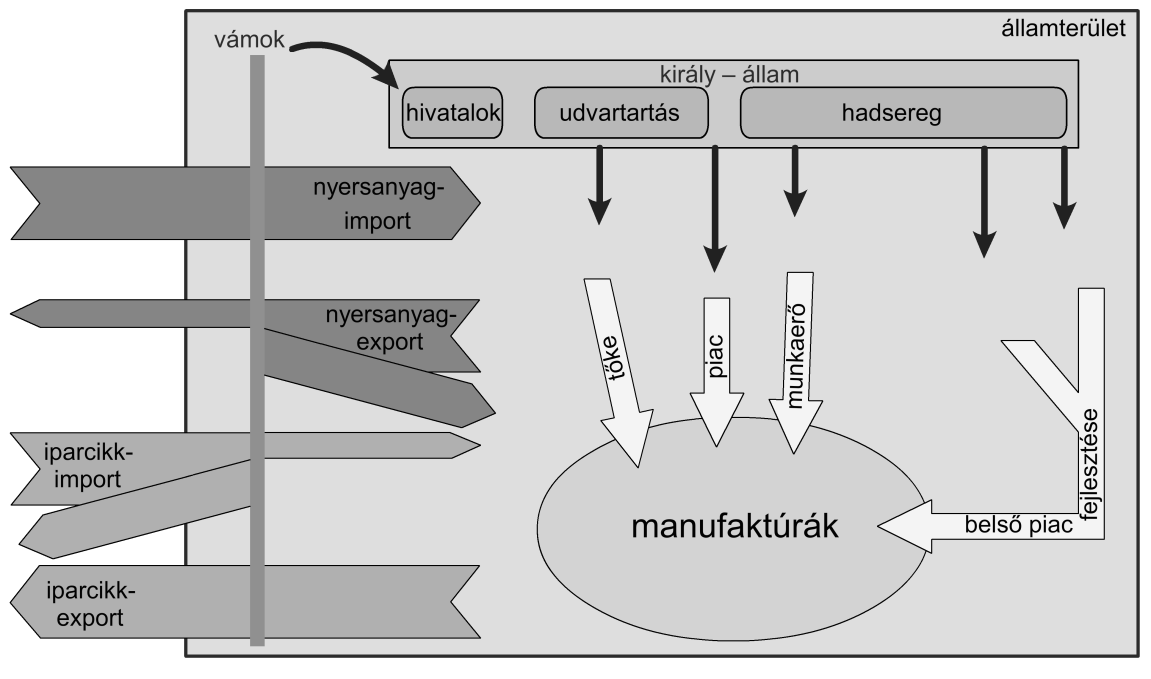 államterület
vámok
király – állam
hivatalok
udvartartás
hadsereg
nyersanyag-
import
nyersanyag-
export
iparcikk-
import
iparcikk-
export
tőke
piac
munkaerő
manufaktúrák
belső piac
fejlesztése